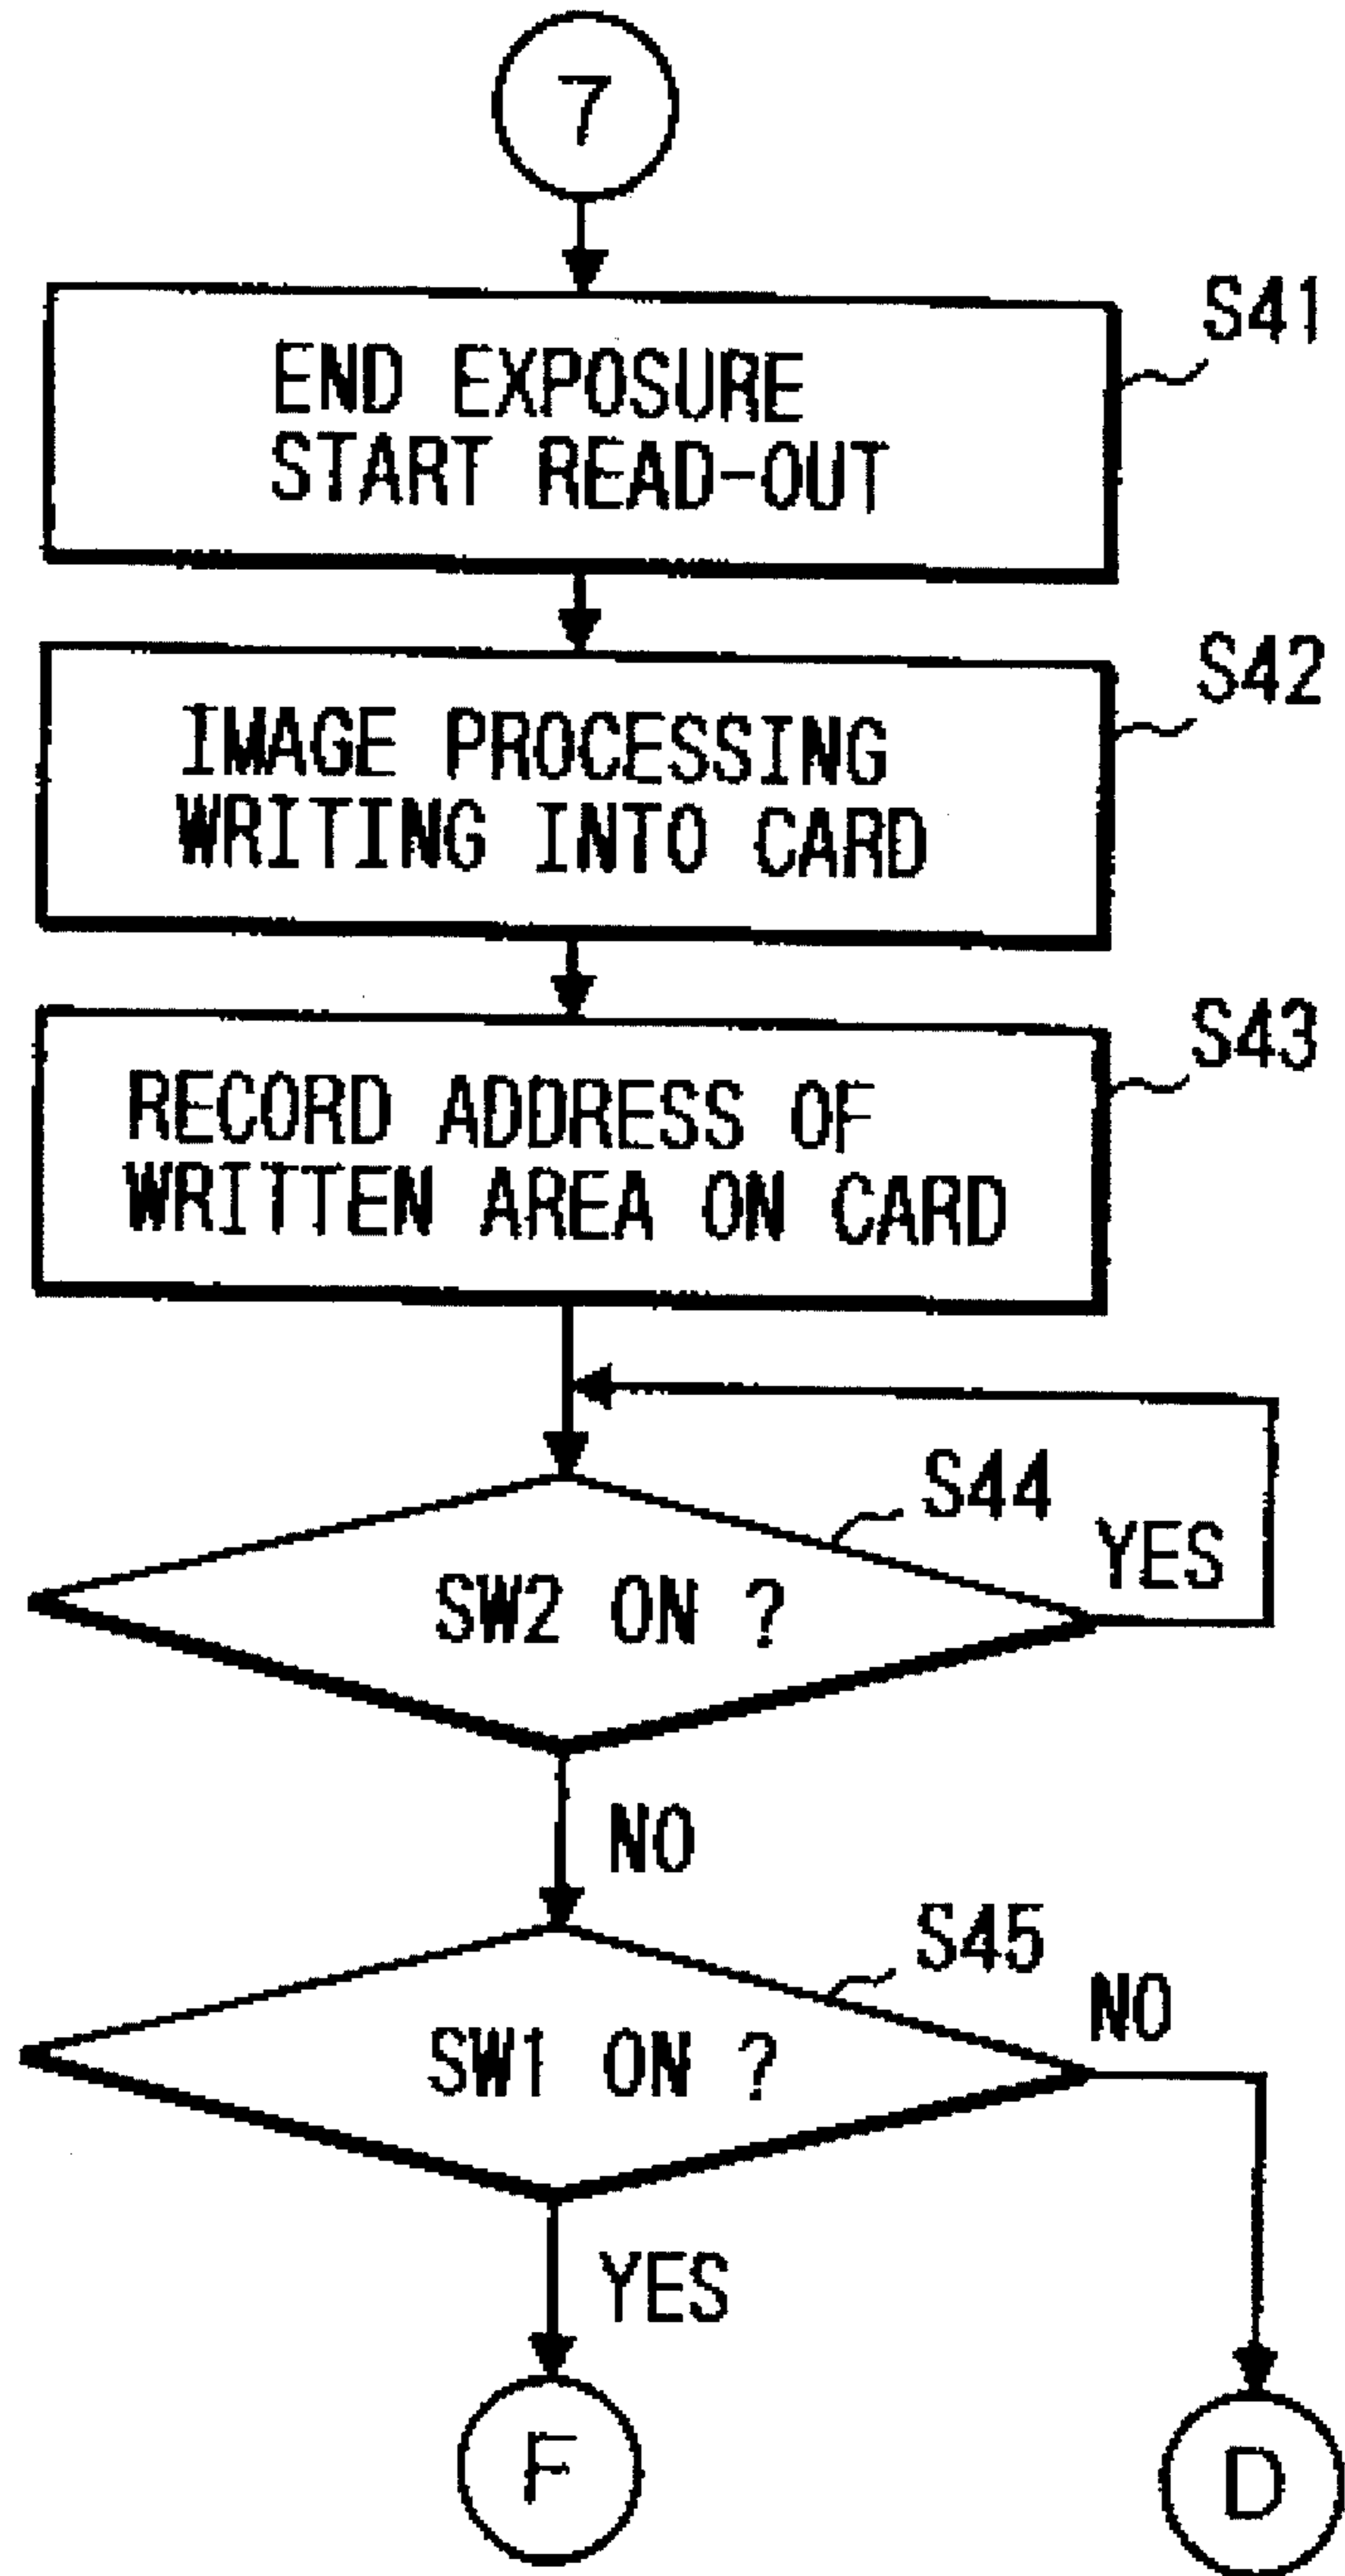 7
S41
END EXPOSURE
START READ-OUT
S42
IMAGE PROCESSING
WRITING INTO CARD
S43
RECORD ADDRESS OF
WRITTEN AREA ON CARD
S44
YES
SW2 ON ?
NO
S45
NO
SW1 ON ?
YES
F
D